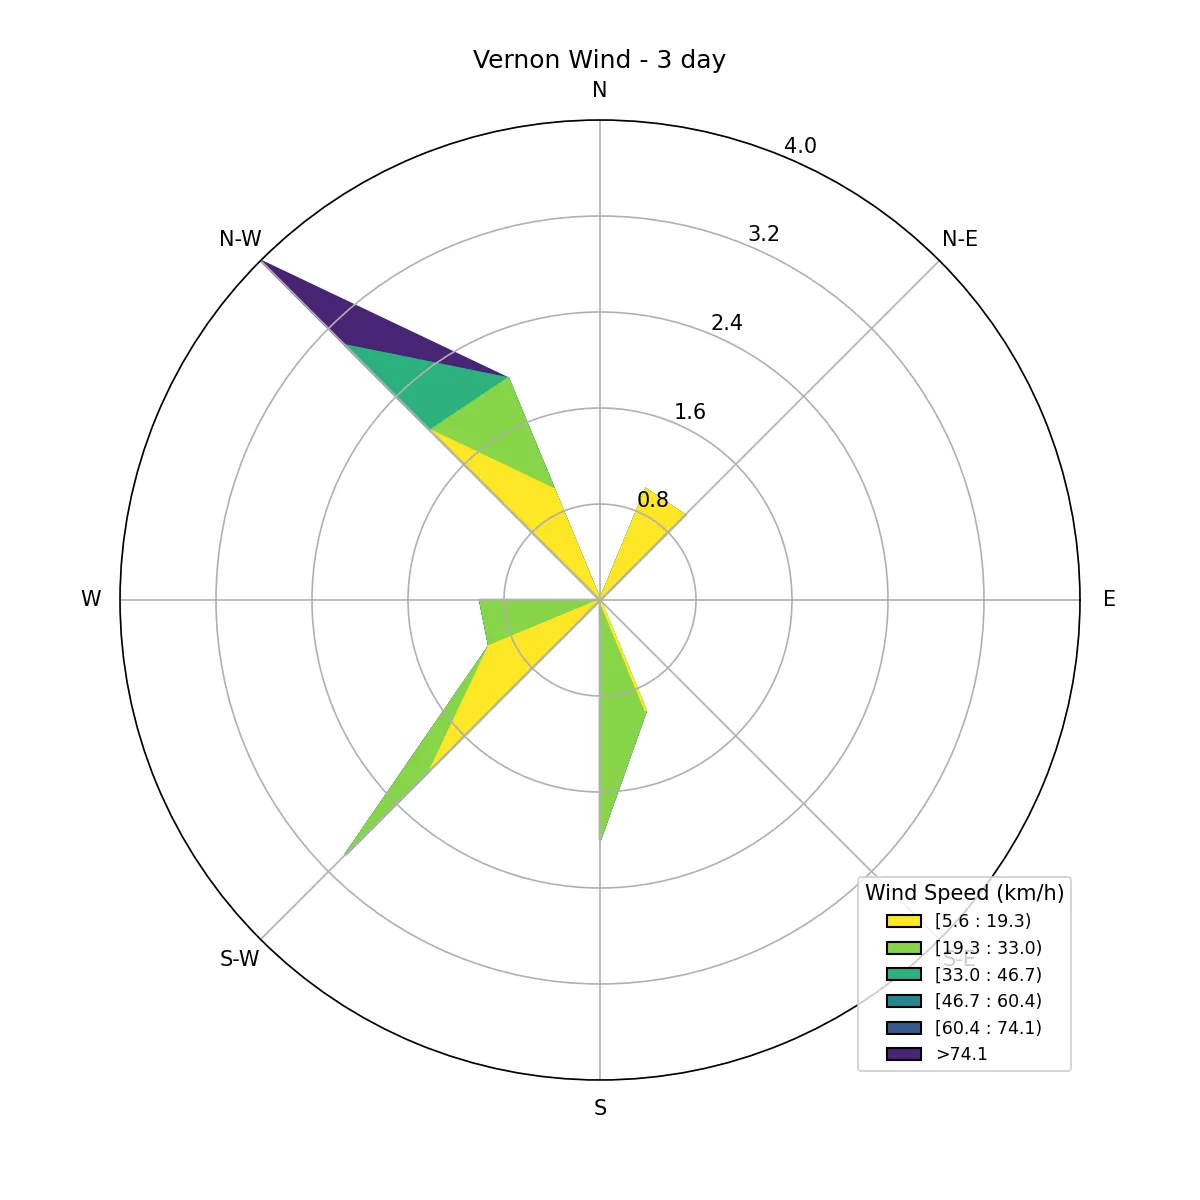 Vernon Wind - 3 day
N
4.0
N-W
N-E
3.2
2.4
1.6
0.8
W
E
Wind Speed (km/h)
[5.6 : 19.3)
[19.3 : 33.0)
S-W
S-E
[33.0 : 46.7)
[46.7 : 60.4)
[60.4 : 74.1)
>74.1
S